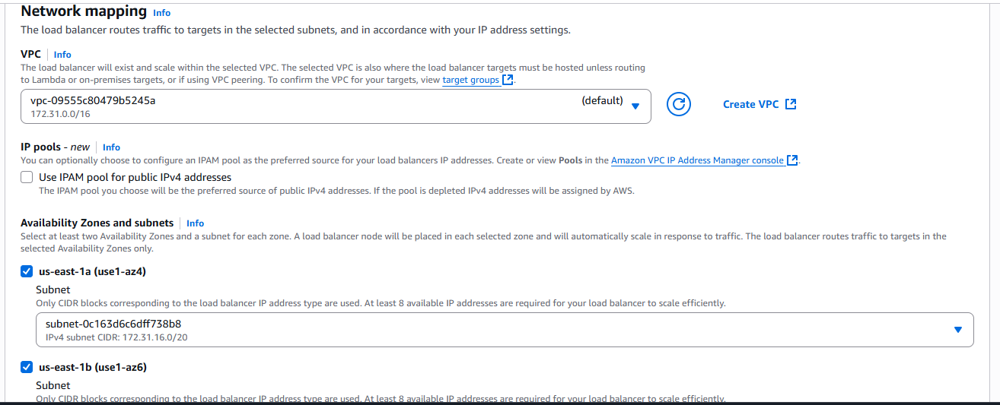 Network mapping Info
The load balancer routes traffic to targets in the selected subnets, and in accordance with your IP address settings.
VPC Info
The load balancer will exist and scale within the selected VPC. The selected VPC is also where the load balancer targets must be hosted unless routing
to Lambda or on-premises targets, or if using VPC peering. To confirm the VPC for your targets, view target groups.
vpc-09555c80479b5245a (default)
172.31.0.0/16
Create VPC
IP pools - new Info
You can optionally choose to configure an IPAM pool as the preferred source for your load balancers IP addresses. Create or view Pools in the Amazon VPC IP Address Manager console.
Use IPAM pool for public IPv4 addresses
The IPAM pool you choose will be the preferred source of public IPv4 addresses. If the pool is depleted IPv4 addresses will be assigned by AWS.
Availability Zones and subnets Info
Select at least two Availability Zones and a subnet for each zone. A load balancer node will be placed in each selected zone and will automatically scale in response to traffic. The load balancer routes traffic to targets in the
selected Availability Zones only.
us-east-1a (use1-az4)
Subnet
Only CIDR blocks corresponding to the load balancer IP address type are used. At least 8 available IP addresses are required for your load balancer to scale efficiently.
subnet-0c163d6c6dff738b8
IPv4 subnet CIDR: 172.31.16.0/20
us-east-1b (use1-az6)
Subnet
Only CIDR blocks corresponding to the load balancer IP address type are used. At least 8 available IP addresses are required for your load balancer to scale efficiently.